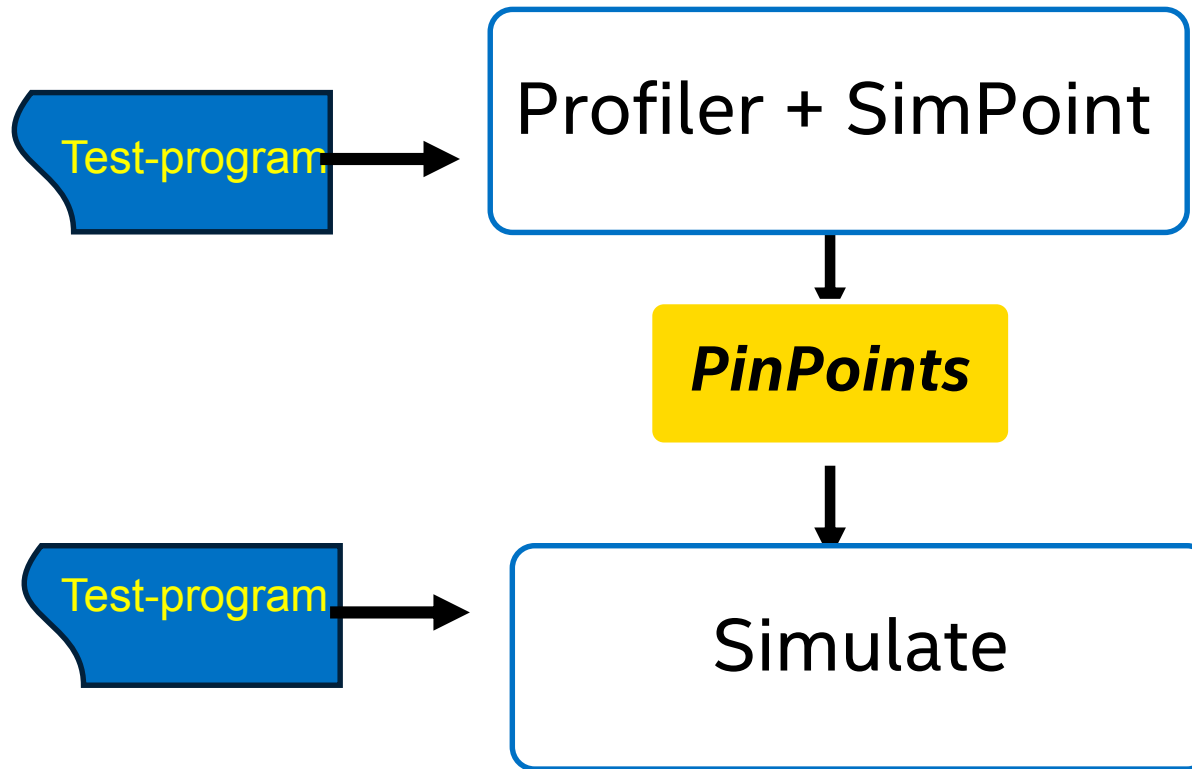 Profiler + SimPoint
Test-program
PinPoints
Test-program
Simulate